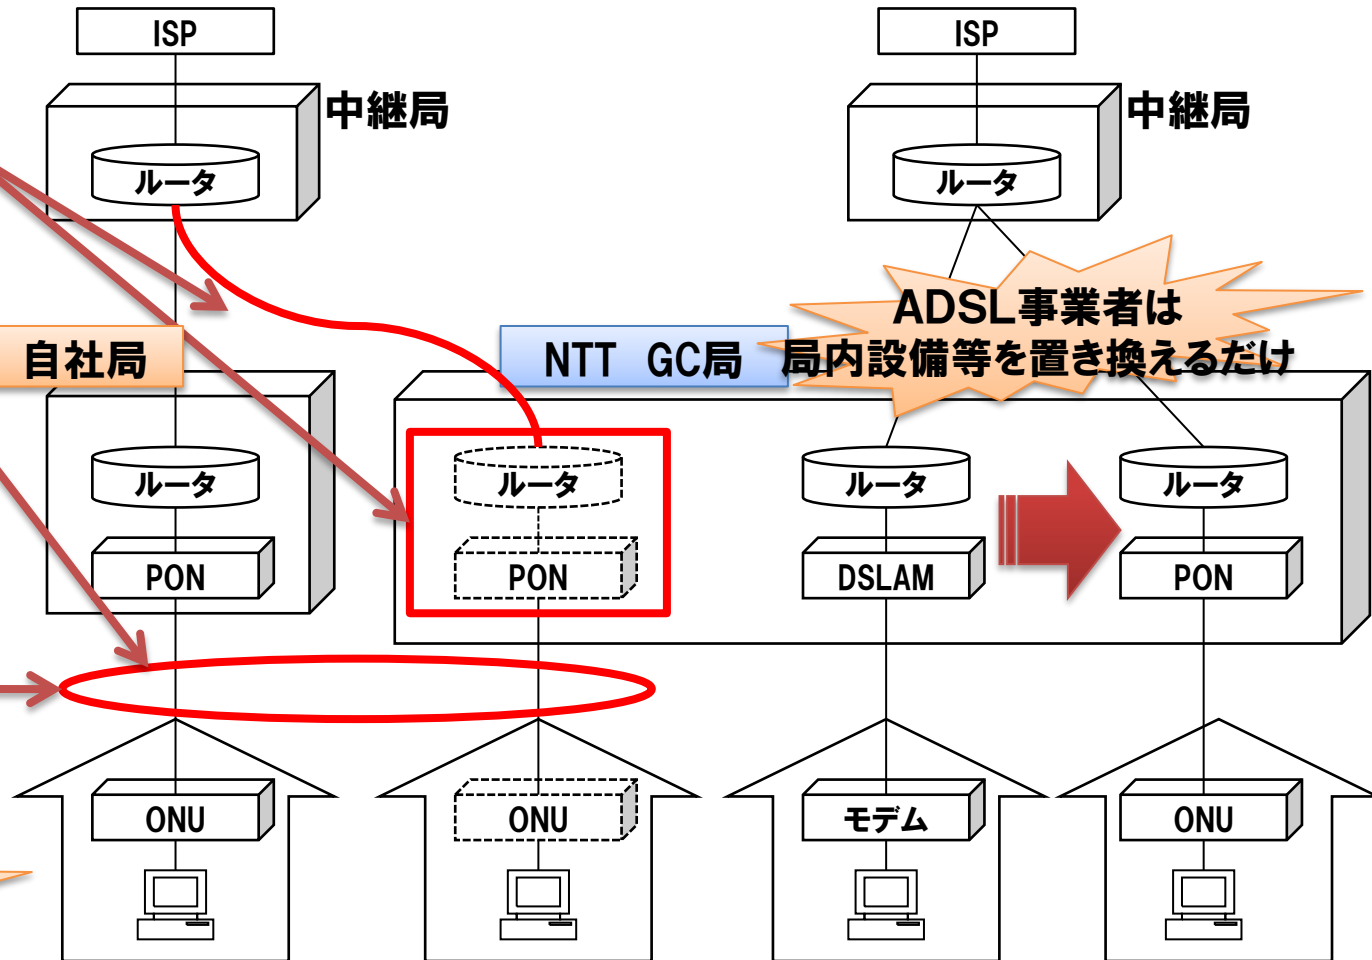 ISP
ISP
中継局
中継局
ルータ
ルータ
ADSL事業者は
局内設備等を置き換えるだけ
自社局
NTT　GC局
ルータ
ルータ
ルータ
ルータ
PON
PON
DSLAM
PON
ONU
ONU
モデム
ONU